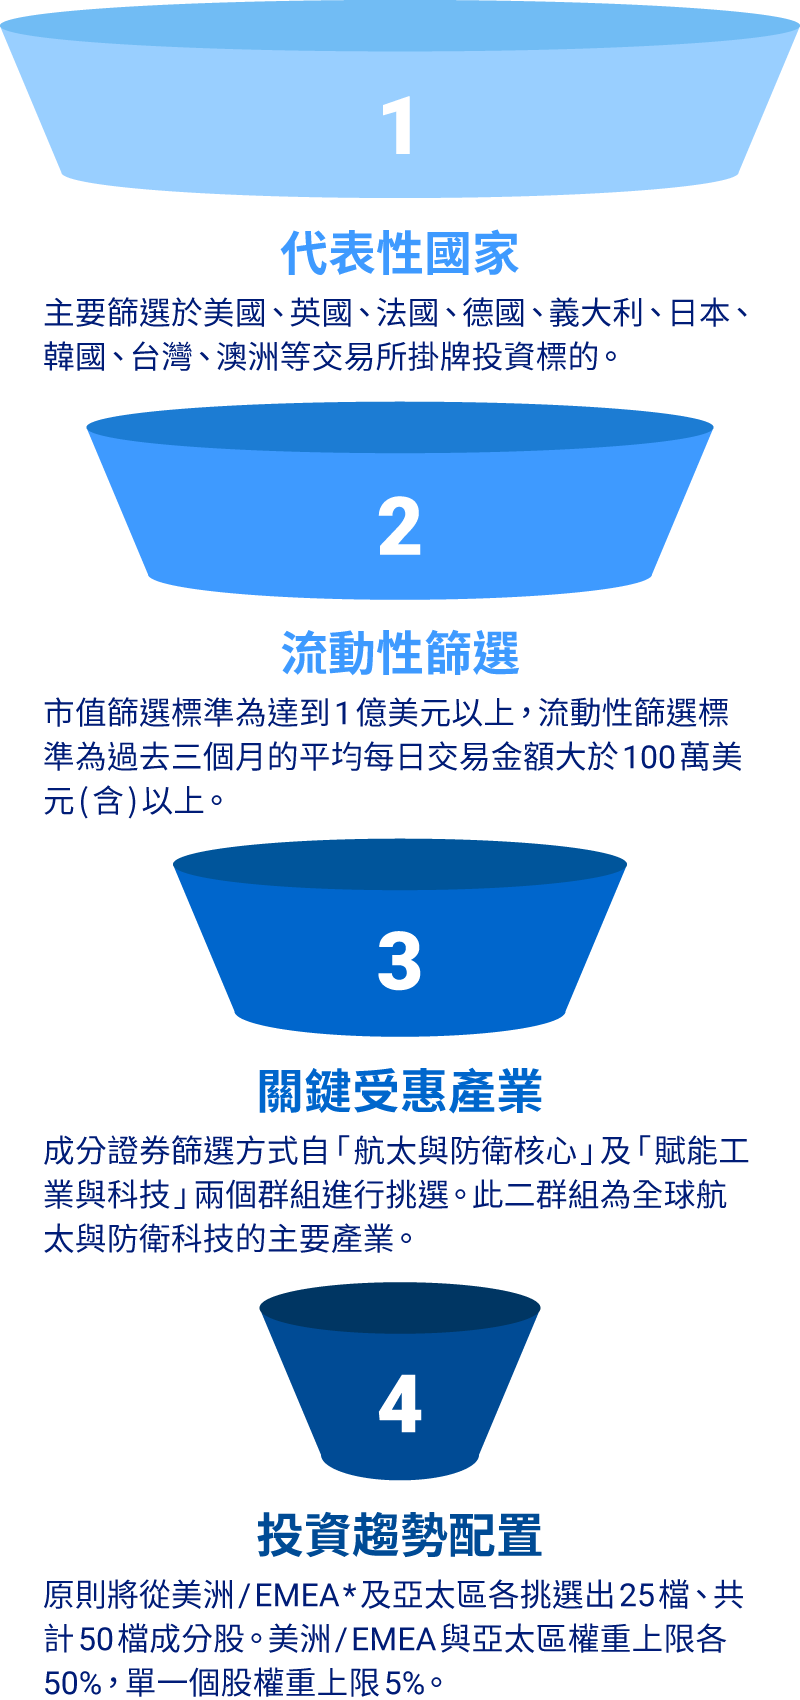 1
代表性國家
主要篩選於美國、英國、法國、德國、義大利、日本、
韓國、台灣、澳洲等交易所掛牌投資標的。
2
流動性篩選
市值篩選標準為達到1億美元以上，流動性篩選標
準為過去三個月的平均每日交易金額大於100萬美
元(含)以上。
3
關鍵受惠產業
成分證券篩選方式自「航太與防衛核心」及「賦能工
業與科技」兩個群組進行挑選。此二群組為全球航
太與防衛科技的主要產業。
4
投資趨勢配置
原則將從美洲/EMEA*及亞太區各挑選出25檔、共
計50檔成分股。美洲/EMEA與亞太區權重上限各
50%，單一個股權重上限5%。